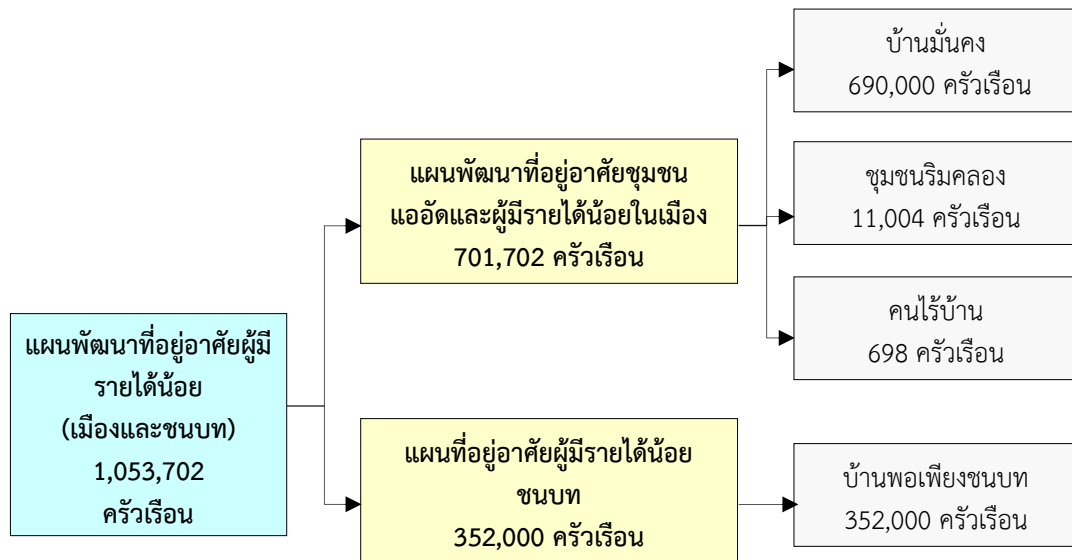 บ้านมั่นคง
690,000 ครัวเรือน
แผนพัฒนาที่อยู่อาศัยชุมชน
แออัดและผู้มีรายได้น้อยในเมือง
701,702 ครัวเรือน
ชุมชนริมคลอง
11,004 ครัวเรือน
คนไร้บ้าน
698 ครัวเรือน
แผนพัฒนาที่อยู่อาศัยผู้มี
รายได้น้อย
(เมืองและชนบท)
1,053,702
ครัวเรือน
แผนที่อยู่อาศัยผู้มีรายได้น้อย
ชนบท
352,000 ครัวเรือน
บ้านพอเพียงชนบท
352,000 ครัวเรือน